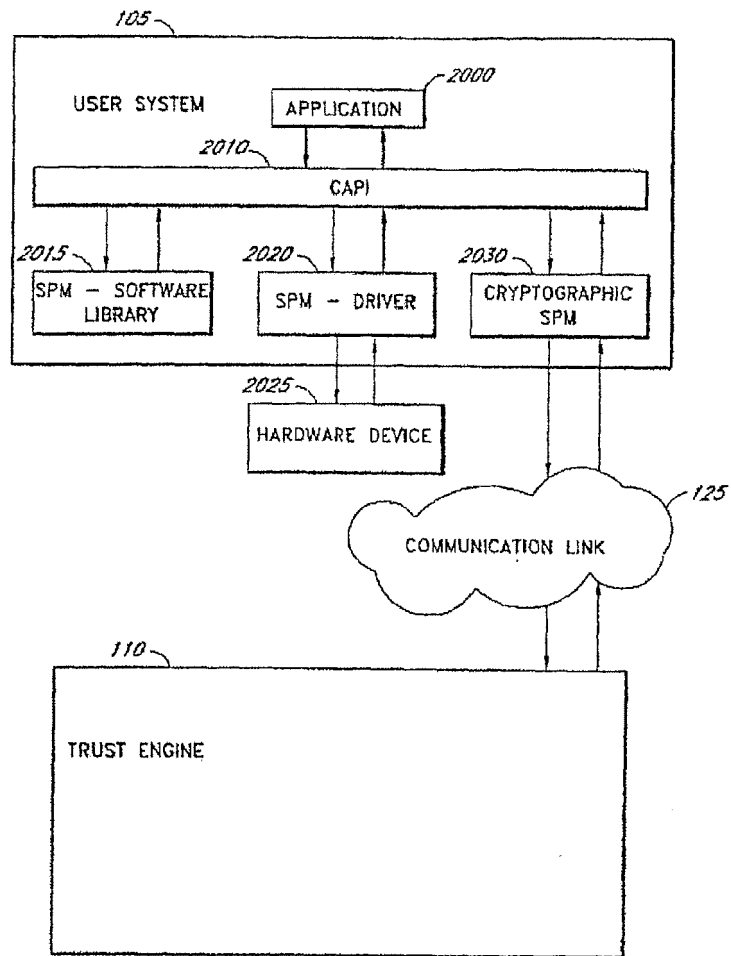 105
2000
USER SYSTEM
APPLICATION
2010
CAPI
2015
2020
2030
SPM – SOFTWARE
LIBRARY
SPM – DRIVER
CRYPTOGRAPHIC
SPM
2025
HARDWARE DEVICE
125
COMMUNICATION LINK
110
TRUST ENGINE